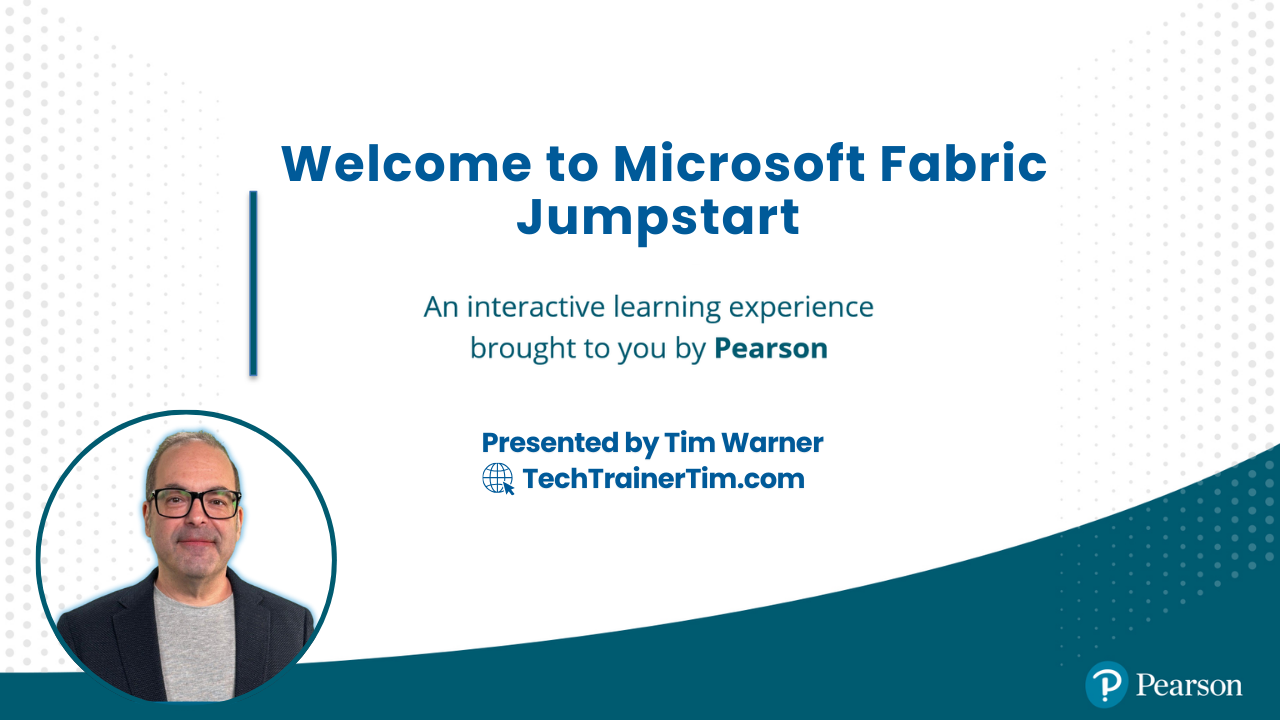 Welcome to Microsoft Fabric
Jumpstart
An interactive learning experience
brought to you by Pearson
Presented by Tim Warner
TechTrainerTim.com
Pearson